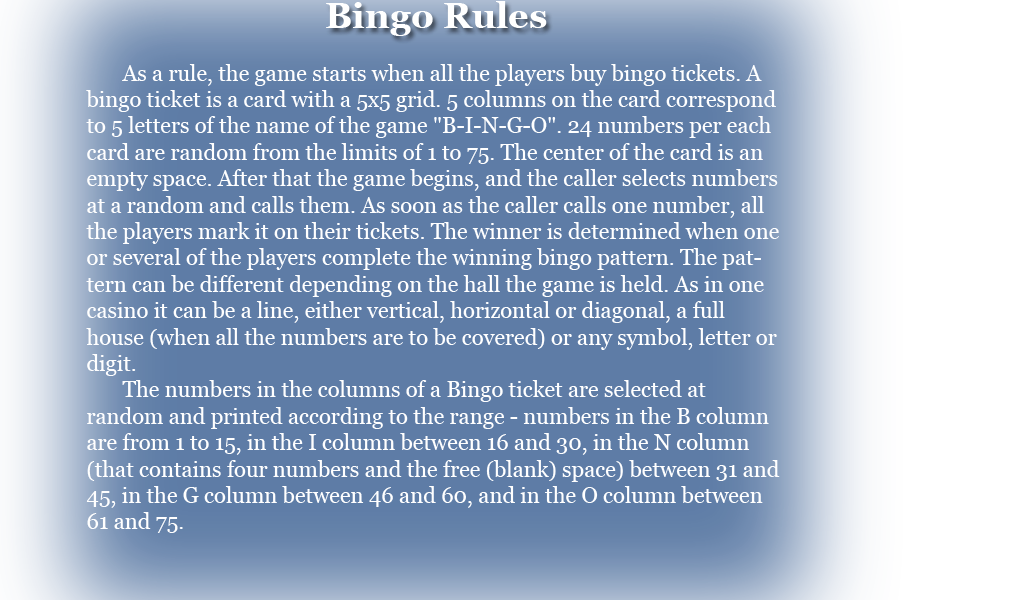 Bingo Rules
As a rule, the game starts when all the players buy bingo tickets. A
bingo ticket is a card with a 5x5 grid. 5 columns on the card correspond
to 5 letters of the name of the game "B-I-N-G-O". 24 numbers per each
card are random from the limits of 1 to 75. The center of the card is an
empty space. After that the game begins, and the caller selects numbers
at a random and calls them. As soon as the caller calls one number, all
the players mark it on their tickets. The winner is determined when one
or several of the players complete the winning bingo pattern. The pat-
tern can be different depending on the hall the game is held. As in one
casino it can be a line, either vertical, horizontal or diagonal, a full
house (when all the numbers are to be covered) or any symbol, letter or
digit.
The numbers in the columns of a Bingo ticket are selected at
random and printed according to the range - numbers in the B column
are from 1 to 15, in the I column between 16 and 30, in the N column
(that contains four numbers and the free (blank) space) between 31 and
45, in the G column between 46 and 60, and in the O column between
61 and 75.